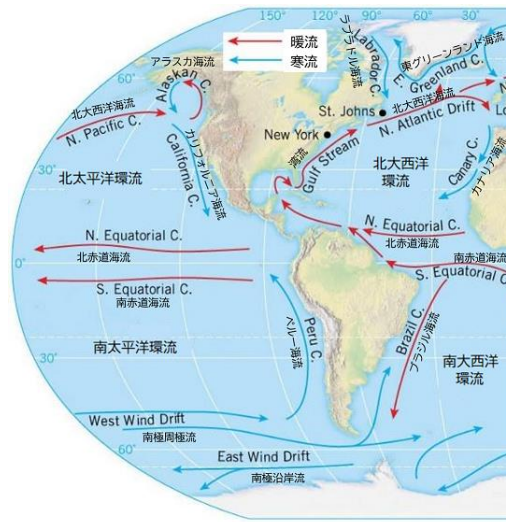 150° 120° 90° 60° 30°
暖流
寒流
アラスカ海流
Alaskan C.
ラブラドル海流
Labrador C.
東グリーンランド海流
E. Greenland C.
60°
北大西洋海流
N. Pacific C.
カリフォルニア海流
California C.
St. Johns
New York
北大西洋海流
N. Atlantic Drift
Lo
湾流
Gulf Stream
北太平洋環流
北大西洋
環流
Canary C.
カナリア海流
30°
N. Equatorial C.
北赤道海流
N. Equatorial C.
北赤道海流
0°
S. Equatorial C.
南赤道海流
南赤道海流
S. Equatorial C.
ペルー海流
Peru C.
Brazil C.
ブラジル海流
南太平洋環流
南大西洋
環流
30°
West Wind Drift
南極周極流
60°
East Wind Drift
南極沿岸流